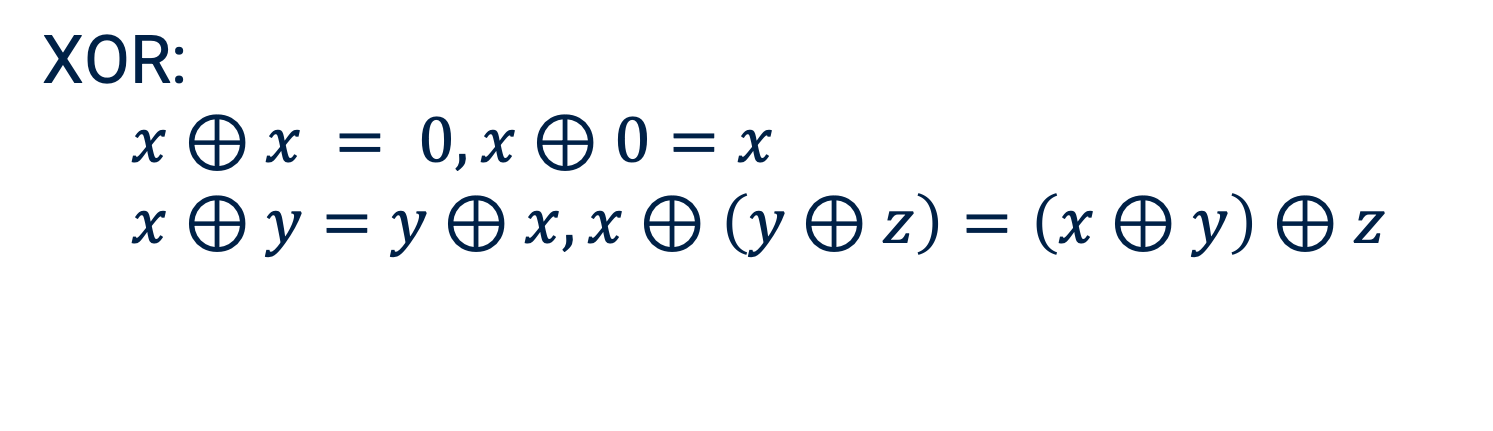 XOR:
𝑥 ⊕ 𝑥 = 0, 𝑥 ⊕ 0 = 𝑥
𝑥 ⊕ 𝑦 = 𝑦 ⊕ 𝑥, 𝑥 ⊕ (𝑦 ⊕ 𝑧) = (𝑥 ⊕ 𝑦) ⊕ 𝑧